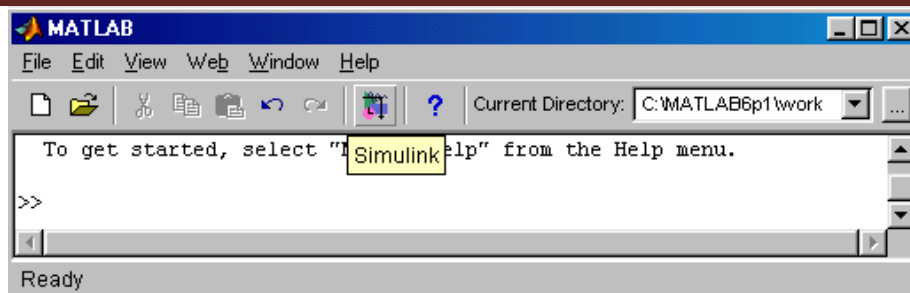 MATLAB
File Edit View Web Window Help
? Current Directory: C:\MATLAB6p1\work ...
To get started, select " elp" from the Help menu.
Simulink
>>
Ready